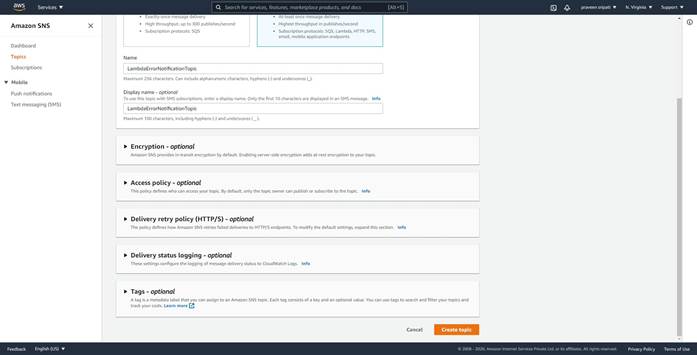 aws
Services
Search for services, features, marketplace products, and docs
[Alt+S]
praveen sripati
N. Virginia
Support
Amazon SNS
Dashboard
Topics
Subscriptions
Mobile
Push notifications
Text messaging (SMS)
• Exactly-once message delivery
• High throughput, up to 300 publishes/second
• Subscription protocols: SQS
• At-least once message delivery
• Highest throughput in publishes/second
• Subscription protocols: SQS, Lambda, HTTP, SMS,
email, mobile application endpoints
Name
LambdaErrorNotificationTopic
Maximum 256 characters. Can include alphanumeric characters, hyphens (-) and underscores (_).
Display name - optional
To use this topic with SMS subscriptions, enter a display name. Only the first 10 characters are displayed in an SMS message. Info
LambdaErrorNotificationTopic
Maximum 100 characters, including hyphens (-) and underscores (_).
Encryption - optional
Amazon SNS provides in-transit encryption by default. Enabling server-side encryption adds at-rest encryption to your topic.
Access policy - optional
This policy defines who can access your topic. By default, only the topic owner can publish or subscribe to the topic. Info
Delivery retry policy (HTTP/S) - optional
The policy defines how Amazon SNS retries failed deliveries to HTTP/S endpoints. To modify the default settings, expand this section. Info
Delivery status logging - optional
These settings configure the logging of message delivery status to CloudWatch Logs. Info
Tags - optional
A tag is a metadata label that you can assign to an Amazon SNS topic. Each tag consists of a key and an optional value. You can use tags to search and filter your topics and
track your costs. Learn more
Cancel
Create topic
Feedback
English (US)
© 2008 - 2020, Amazon Internet Services Private Ltd. or its affiliates. All rights reserved.
Privacy Policy
Terms of Use